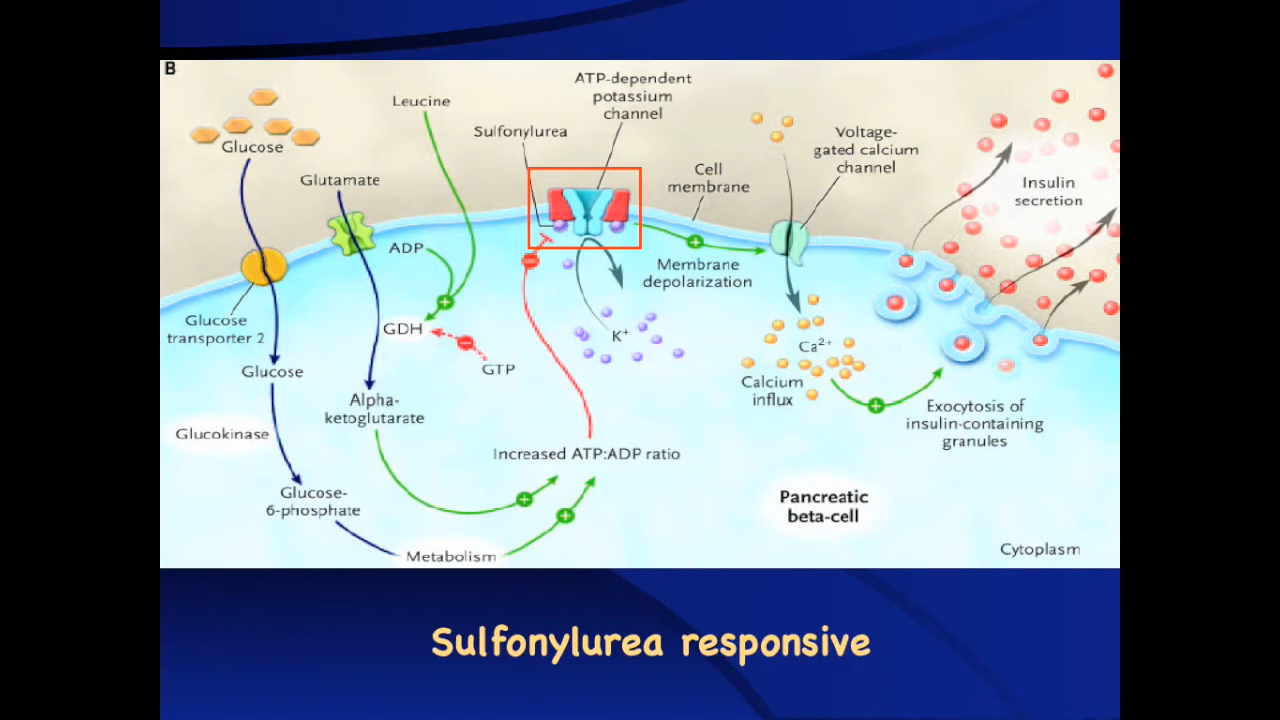 B
Glucose
Glutamate
Leucine
Sulfonylurea
ATP-dependent
potassium
channel
Cell
membrane
Voltage-
gated calcium
channel
Insulin
secretion
ADP
GDH
GTP
Glucose
transporter 2
Glucose
Glucokinase
Alpha-
ketoglutarate
Glucose-
6-phosphate
Metabolism
Increased ATP:ADP ratio
K+
Membrane
depolarization
Ca2+
Calcium
influx
Exocytosis of
insulin-containing
granules
Pancreatic
beta-cell
Cytoplasm
Sulfonylurea responsive